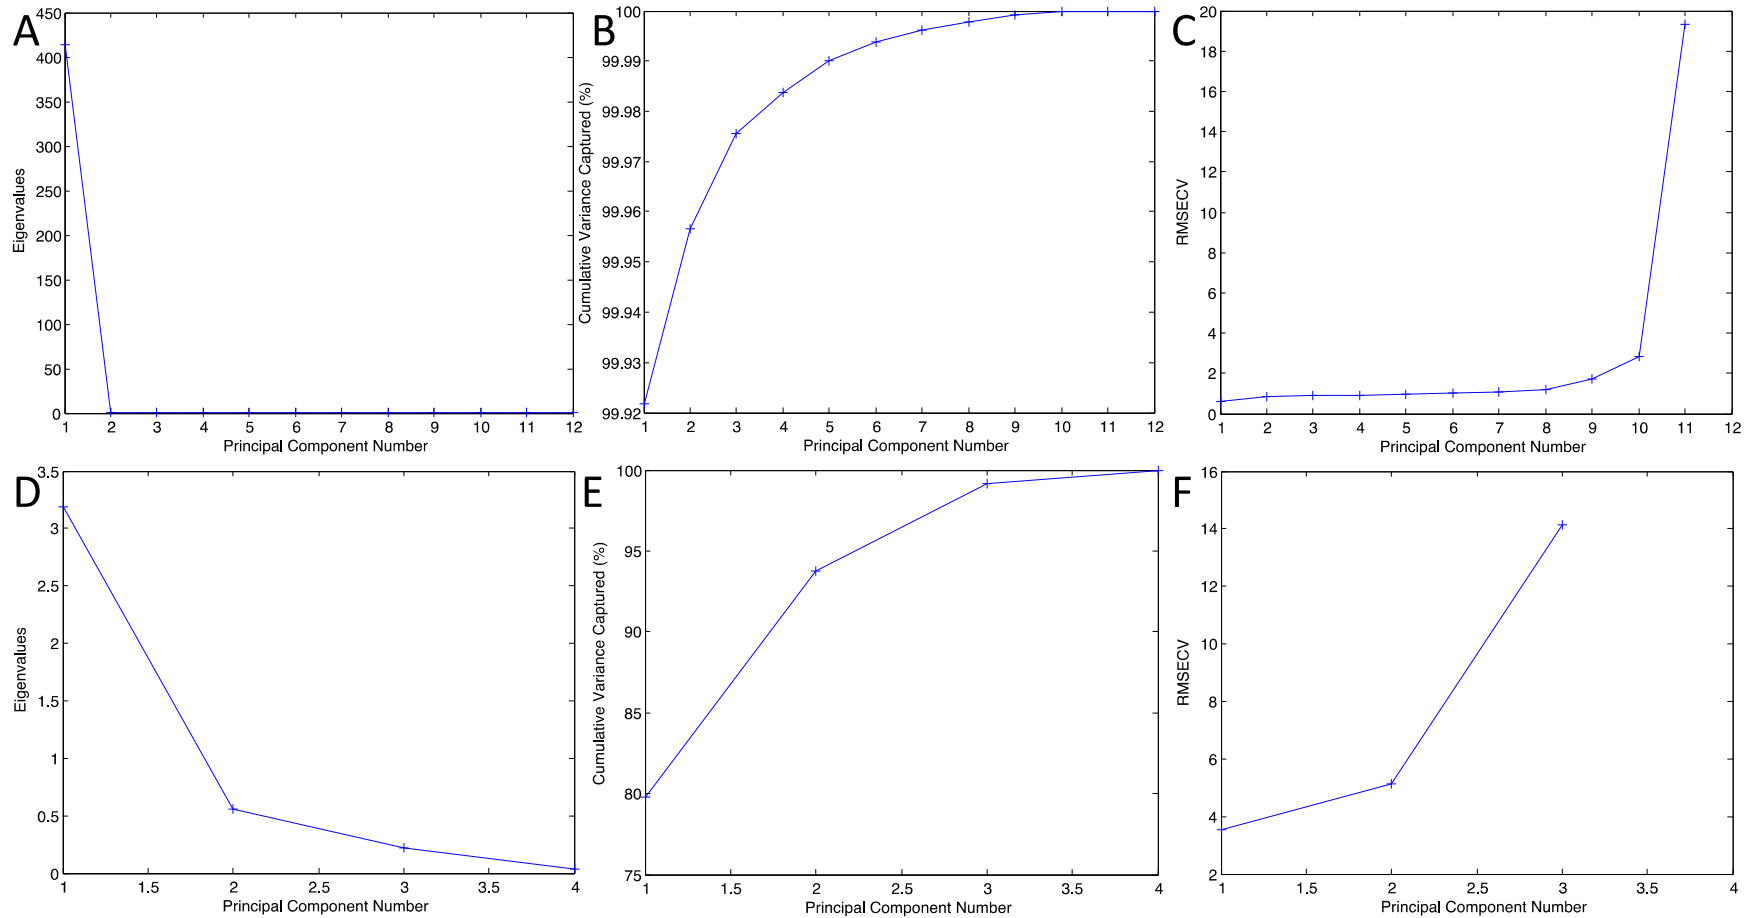 A
450
400
350
300
250
200
150
100
50
0
Eigenvalues
1 2 3 4 5 6 7 8 9 10 11 12
Principal Component Number
B
100
99.99
99.98
99.97
99.96
99.95
99.94
99.93
99.92
Cumulative Variance Captured (%)
1 2 3 4 5 6 7 8 9 10 11 12
Principal Component Number
C
20
18
16
14
12
10
8
6
4
2
0
RMSECV
1 2 3 4 5 6 7 8 9 10 11 12
Principal Component Number
D
3.5
3
2.5
2
1.5
1
0.5
0
Eigenvalues
1 1.5 2 2.5 3 3.5 4
Principal Component Number
E
100
95
90
85
80
75
Cumulative Variance Captured (%)
1 1.5 2 2.5 3 3.5 4
Principal Component Number
F
16
14
12
10
8
6
4
2
RMSECV
1 1.5 2 2.5 3 3.5 4
Principal Component Number